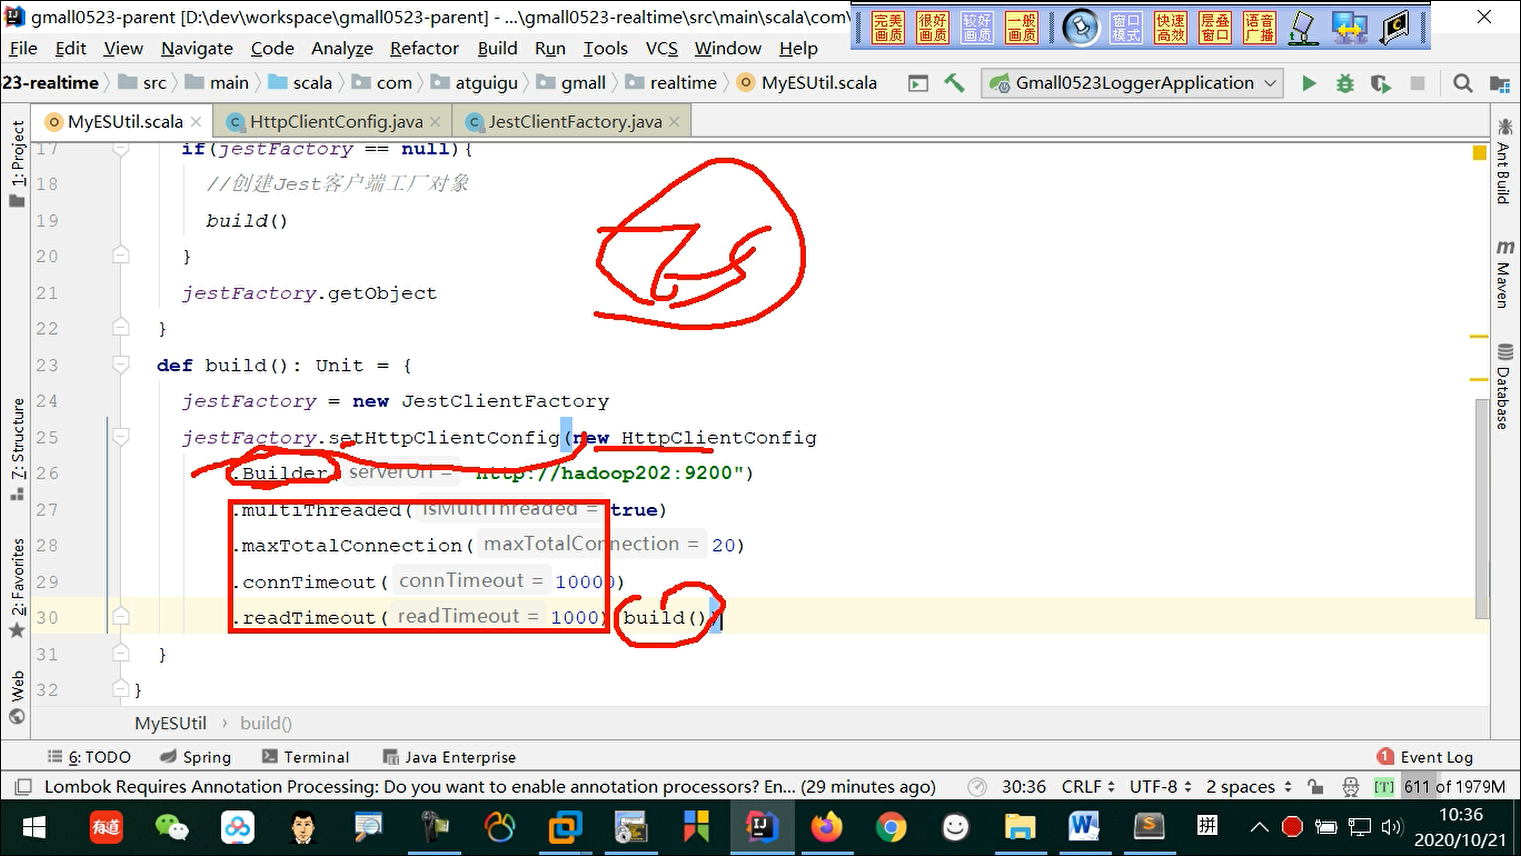 gmall0523-parent [D:\dev\workspace\gmall0523-parent] - ...\gmall0523-realtime\src\main\scala\com\
完美画质 很好画质 较好画质 一般画质 窗口模式 快速高效 层叠窗口 语音广播
File Edit View Navigate Code Analyze Refactor Build Run Tools VCS Window Help
23-realtime src main scala com atguigu gmall realtime MyESUtil.scala Gmall0523LoggerApplication
MyESUtil.scala HttpClientConfig.java JestClientFactory.java
1: Project
7: Structure
2: Favorites
Web
17 if(jestFactory == null){
18 //创建Jest客户端工厂对象
19 build()
20 }
21 jestFactory.getObject
22 }
23 def build(): Unit = {
24 jestFactory = new JestClientFactory
25 jestFactory.setHttpClientConfig(new HttpClientConfig
26 .Builder( serverUri = "http://hadoop202:9200")
27 .multiThreaded( isMultiThreaded = true)
28 .maxTotalConnection( maxTotalConnection = 20)
29 .connTimeout( connTimeout = 10000)
30 .readTimeout( readTimeout = 1000) build())
31 }
32 }
Ant Build
m
Maven
Database
MyESUtil › build()
6: TODO Spring Terminal Java Enterprise 1 Event Log
Lombok Requires Annotation Processing: Do you want to enable annotation processors? En... (29 minutes ago) 30:36 CRLF UTF-8 2 spaces [T] 611 of 1979M
有道 IJ W S 拼 10:36
2020/10/21